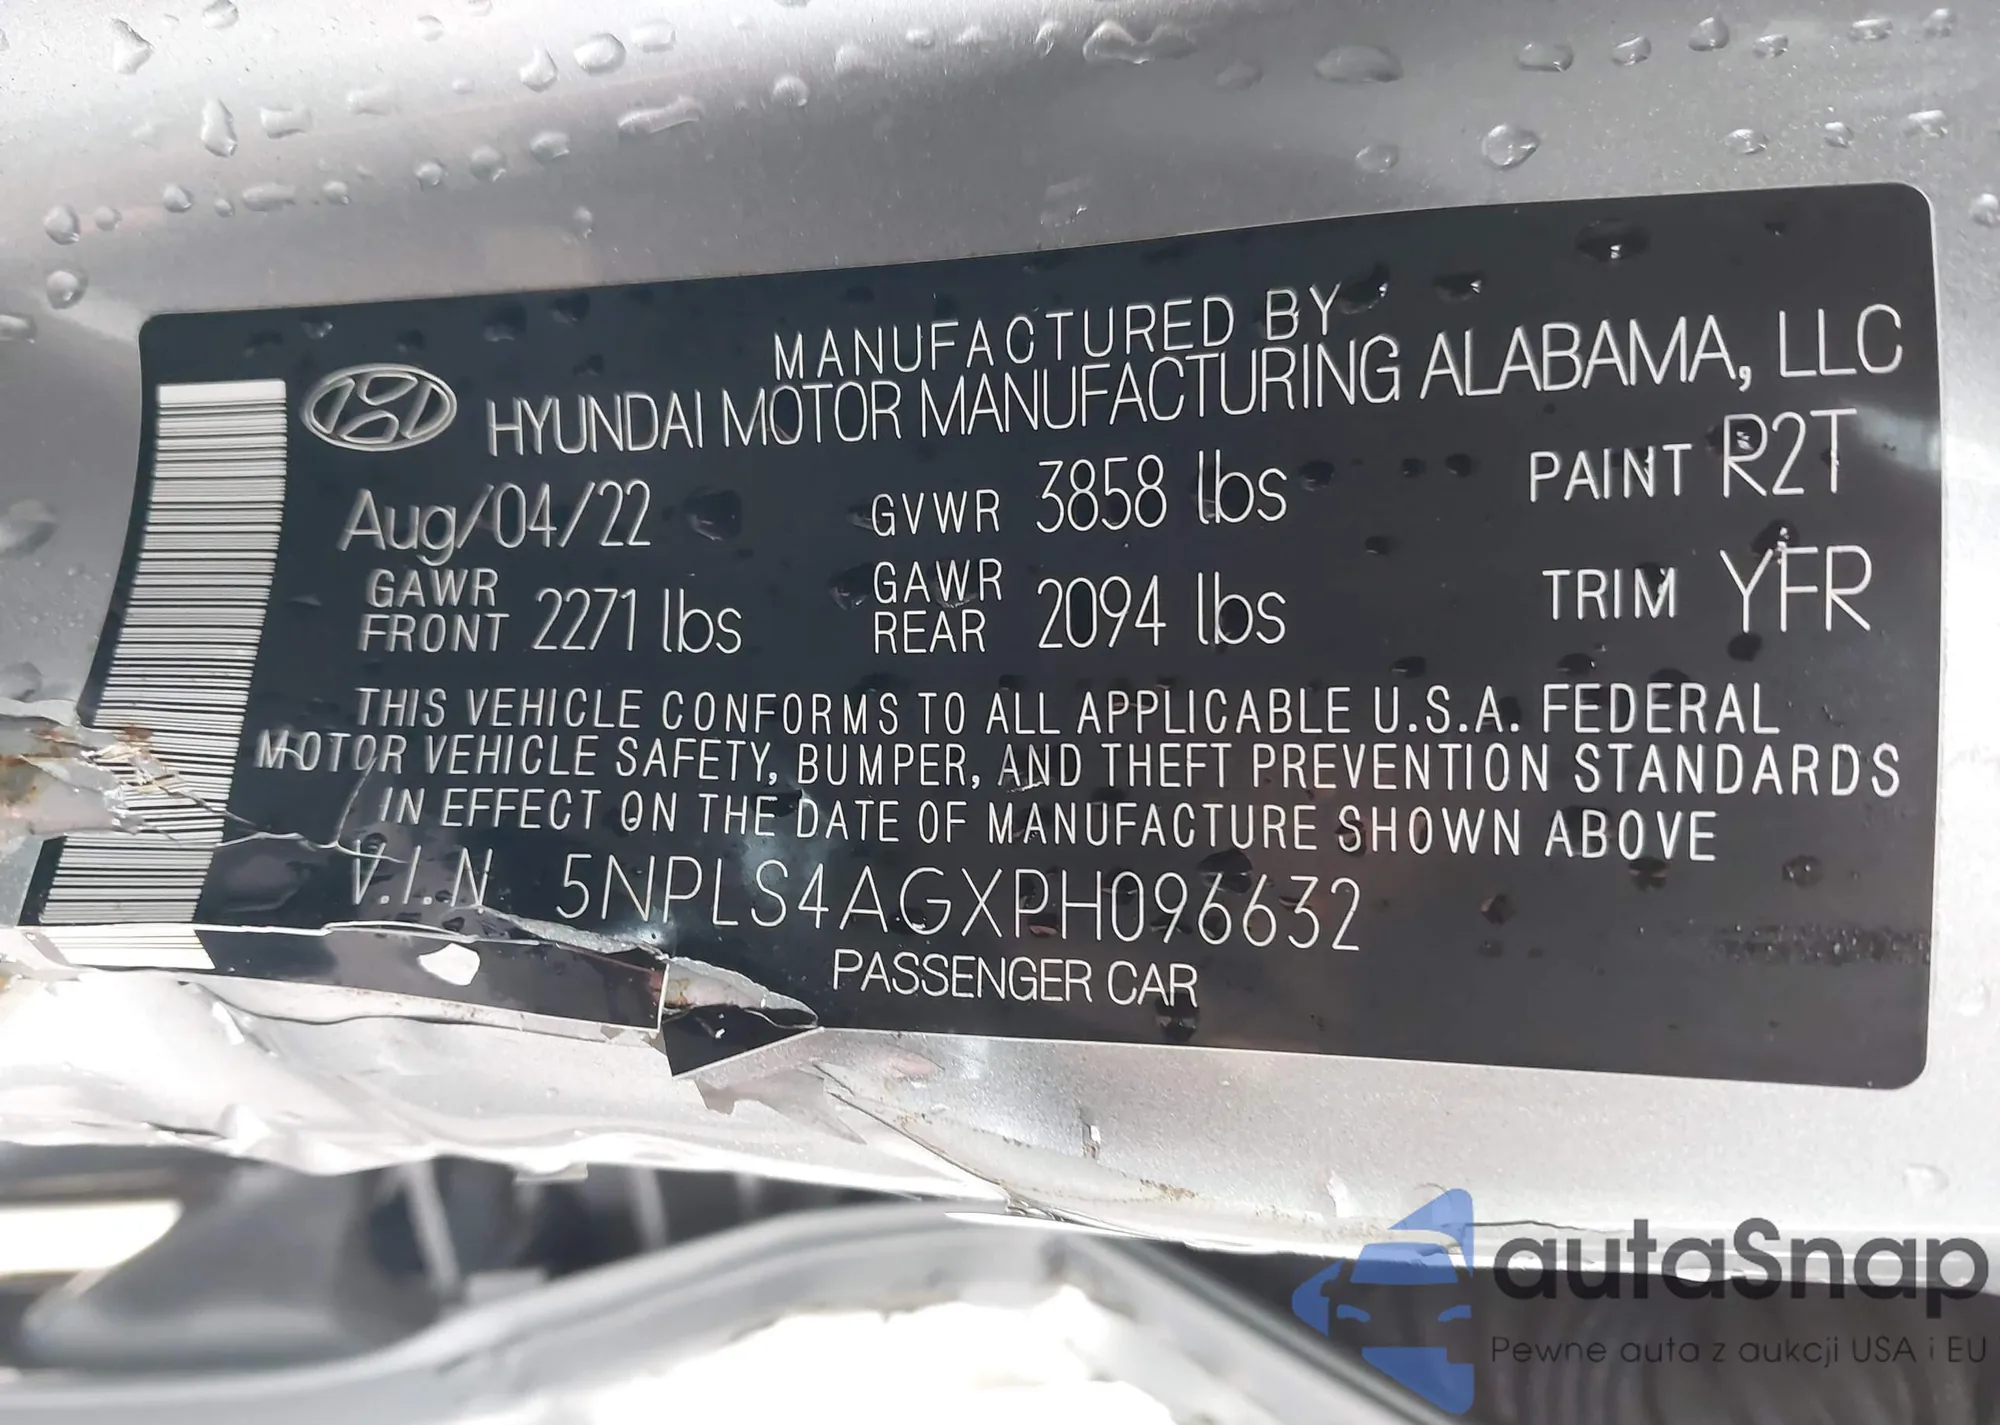 MANUFACTURED BY
HYUNDAI MOTOR MANUFACTURING ALABAMA, LLC
Aug/04/22 GVWR 3858 lbs PAINT R2T
GAWR FRONT 2271 lbs GAWR REAR 2094 lbs TRIM YFR
THIS VEHICLE CONFORMS TO ALL APPLICABLE U.S.A. FEDERAL
MOTOR VEHICLE SAFETY, BUMPER, AND THEFT PREVENTION STANDARDS
IN EFFECT ON THE DATE OF MANUFACTURE SHOWN ABOVE
V.I.N 5NPLS4AGXPH096632
PASSENGER CAR
autaSnap
Pewne auta z aukcji USA i EU